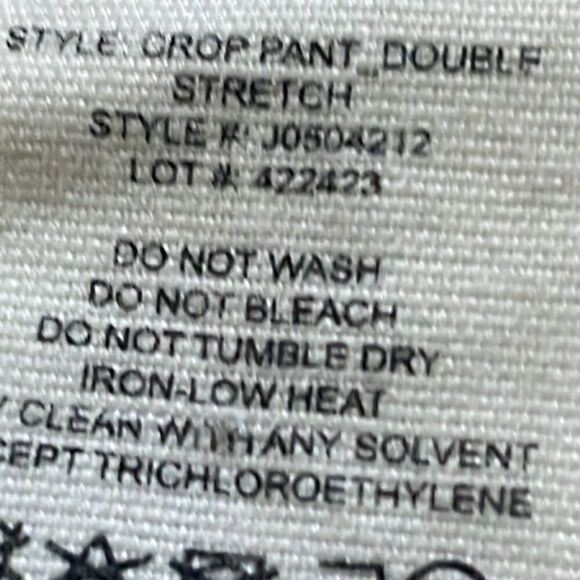 STYLE: CROP PANT_DOUBLE
STRETCH
STYLE #: J0504212
LOT #: 422423
DO NOT WASH
DO NOT BLEACH
DO NOT TUMBLE DRY
IRON-LOW HEAT
CLEAN WITH ANY SOLVENT
CEPT TRICHLOROETHYLENE